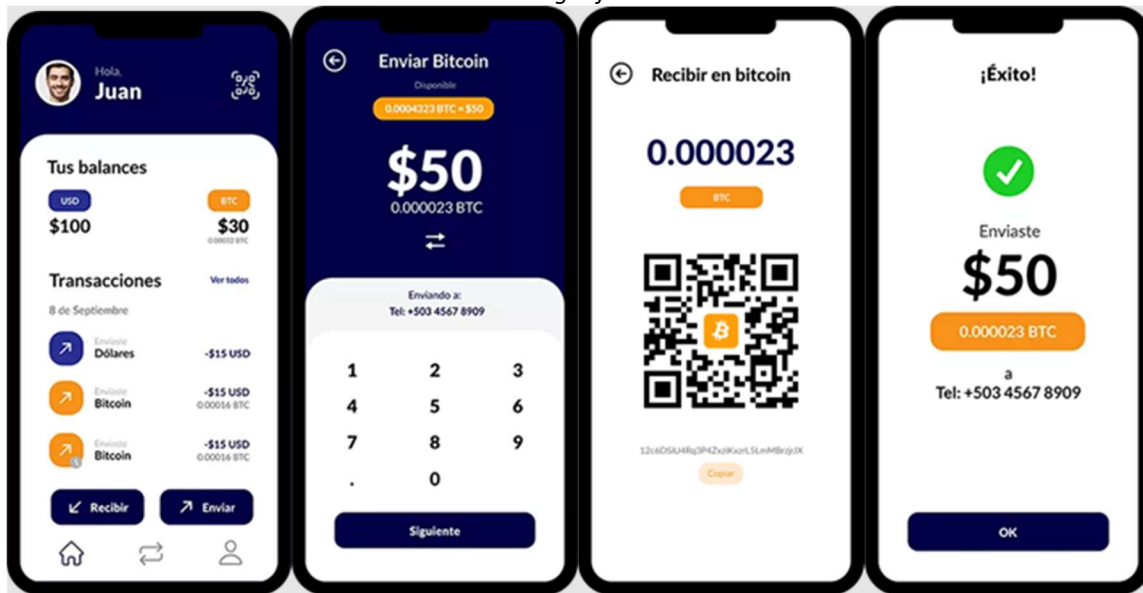 Hola,
Juan
Tus balances
USD
BTC
$100
$30
0.00032 BTC
Transacciones
Ver todos
8 de Septiembre
Enviaste
Dólares
-$15 USD
Enviaste
Bitcoin
-$15 USD
0.00016 BTC
Enviaste
Bitcoin
-$15 USD
0.00016 BTC
Recibir
Enviar
Enviar Bitcoin
Disponible
0.0004323 BTC = $50
$50
0.000023 BTC
Enviando a:
Tel: +503 4567 8909
1 2 3
4 5 6
7 8 9
. 0
Siguiente
Recibir en bitcoin
0.000023
BTC
Copiar
¡Éxito!
Enviaste
$50
0.000023 BTC
a
Tel: +503 4567 8909
OK